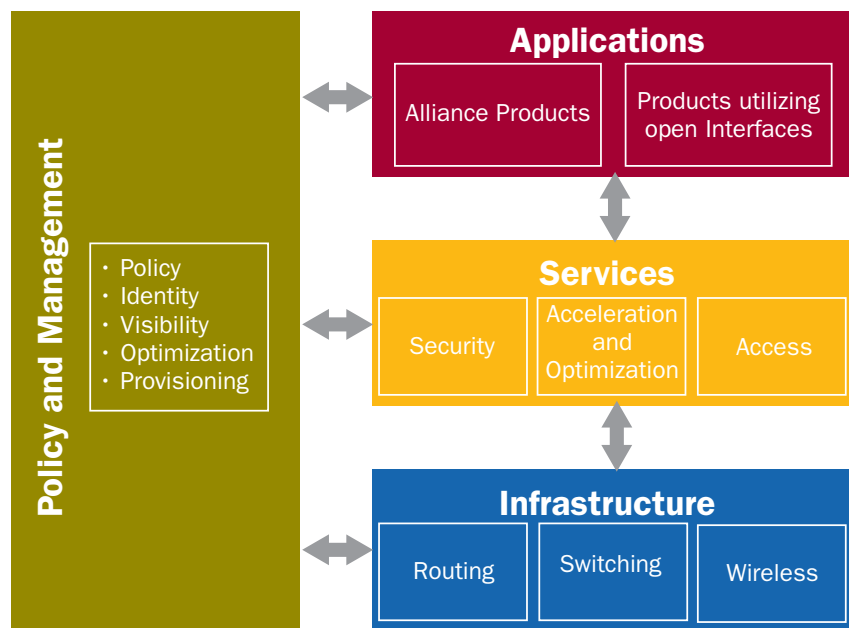 Policy and Management
· Policy
· Identity
· Visibility
· Optimization
· Provisioning
Applications
Alliance Products
Products utilizing
open Interfaces
Services
Security
Acceleration
and
Optimization
Access
Infrastructure
Routing
Switching
Wireless